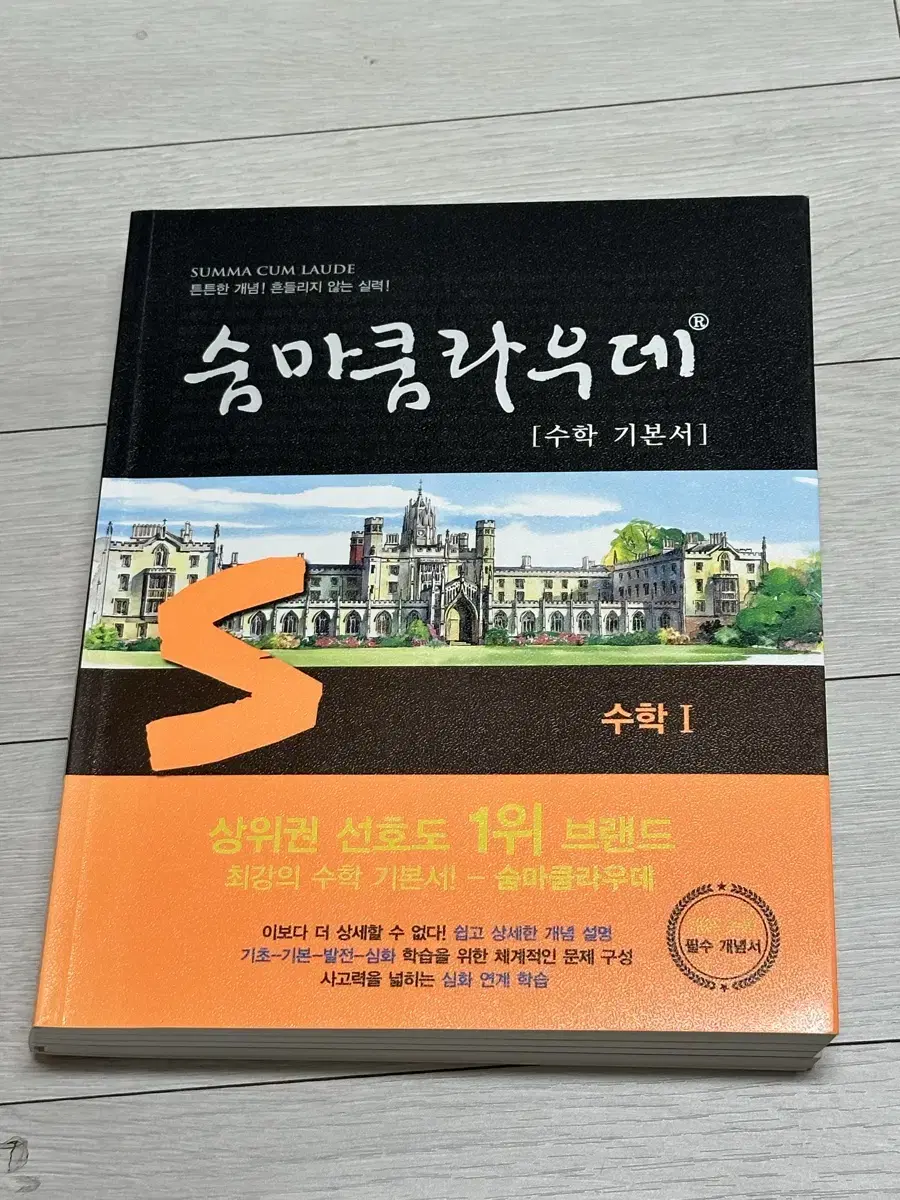 SUMMA CUM LAUDE
튼튼한 개념! 흔들리지 않는 실력!
숨마쿰라우데®
[수학 기본서]
S
수학 I
상위권 선호도 1위 브랜드
최강의 수학 기본서! – 숨마쿰라우데
이보다 더 상세할 수 없다! 쉽고 상세한 개념 설명
기초–기본–발전–심화 학습을 위한 체계적인 문제 구성
사고력을 넓히는 심화 연계 학습
필수 개념서